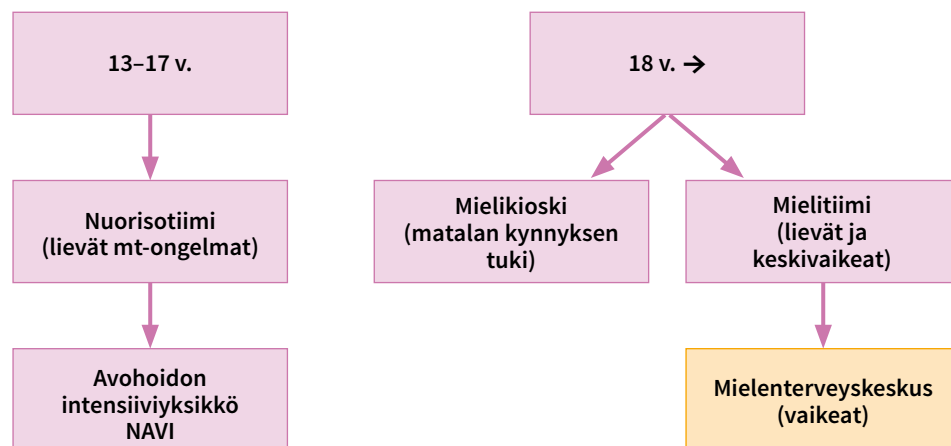 13–17 v.
Nuorisotiimi
(lievät mt-ongelmat)
Avohoidon
intensiiviyksikkö
NAVI
18 v. →
Mielikioski
(matalan kynnyksen
tuki)
Mielitiimi
(lievät ja
keskivaikeat)
Mielenterveyskeskus
(vaikeat)